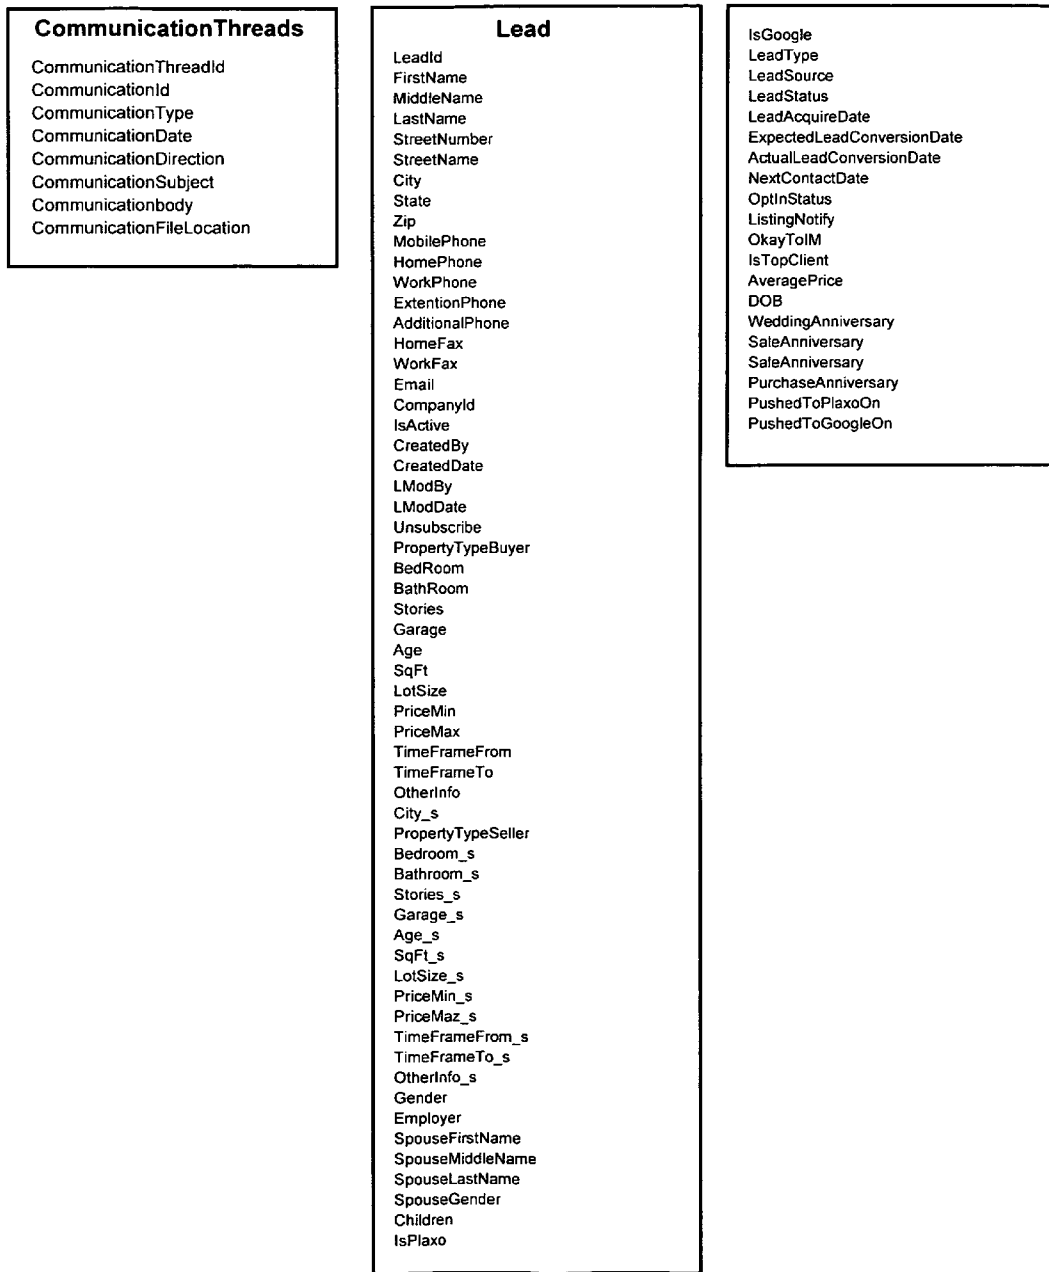 CommunicationThreads
CommunicationThreadId
CommunicationId
CommunicationType
CommunicationDate
CommunicationDirection
CommunicationSubject
Communicationbody
CommunicationFileLocation
Lead
LeadId
FirstName
MiddleName
LastName
StreetNumber
StreetName
City
State
Zip
MobilePhone
HomePhone
WorkPhone
ExtentionPhone
AdditionalPhone
HomeFax
WorkFax
Email
CompanyId
IsActive
CreatedBy
CreatedDate
LModBy
LModDate
Unsubscribe
PropertyTypeBuyer
BedRoom
BathRoom
Stories
Garage
Age
SqFt
LotSize
PriceMin
PriceMax
TimeFrameFrom
TimeFrameTo
OtherInfo
City_s
PropertyTypeSeller
Bedroom_s
Bathroom_s
Stories_s
Garage_s
Age_s
SqFt_s
LotSize_s
PriceMin_s
PriceMaz_s
TimeFrameFrom_s
TimeFrameTo_s
OtherInfo_s
Gender
Employer
SpouseFirstName
SpouseMiddleName
SpouseLastName
SpouseGender
Children
IsPlaxo
IsGoogle
LeadType
LeadSource
LeadStatus
LeadAcquireDate
ExpectedLeadConversionDate
ActualLeadConversionDate
NextContactDate
OptInStatus
ListingNotify
OkayToIM
IsTopClient
AveragePrice
DOB
WeddingAnniversary
SaleAnniversary
SaleAnniversary
PurchaseAnniversary
PushedToPlaxoOn
PushedToGoogleOn